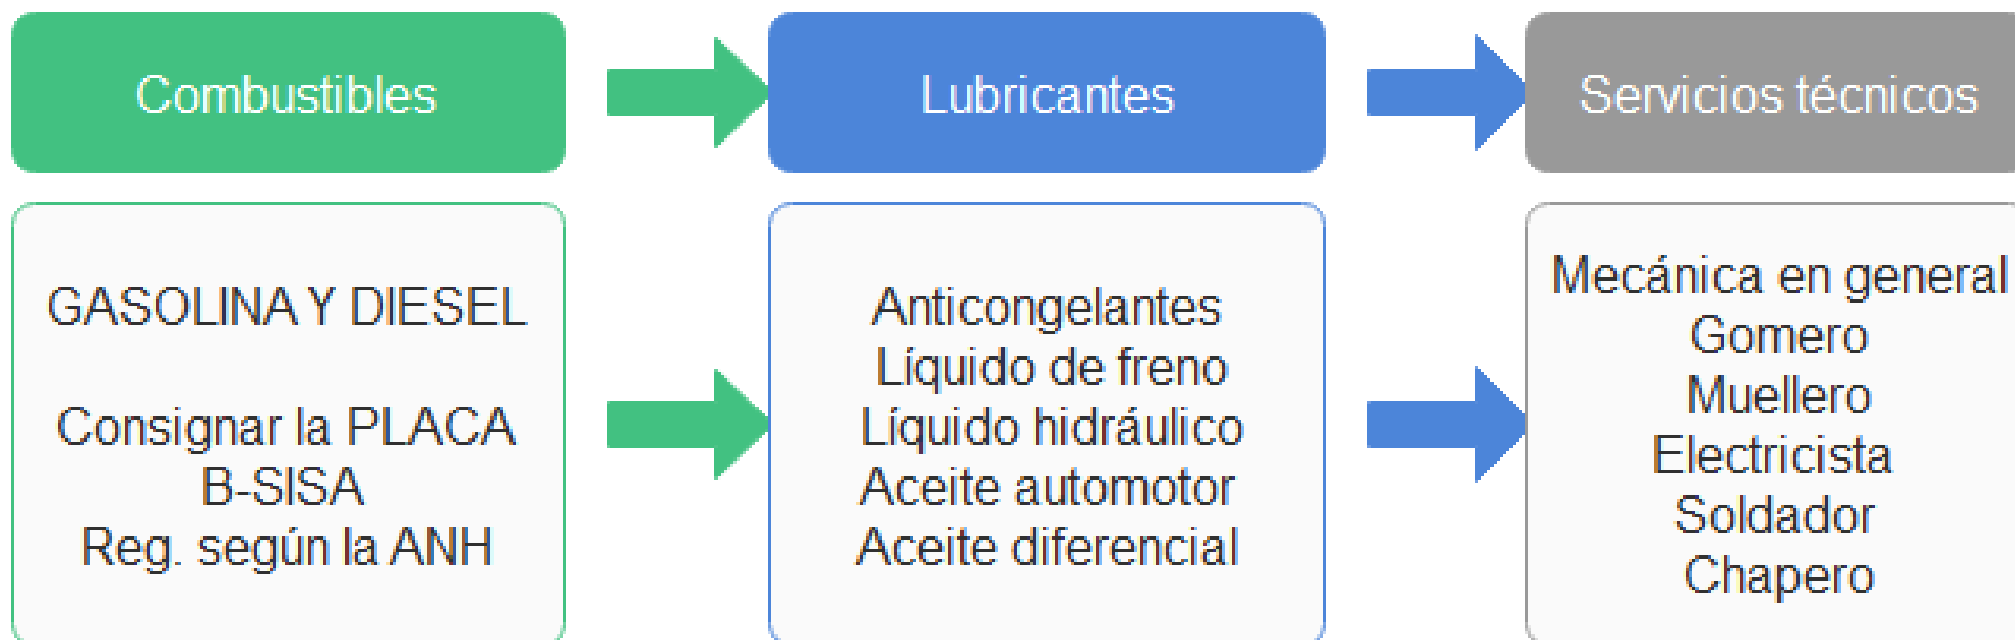 Combustibles
Lubricantes
Servicios técnicos
GASOLINA Y DIESEL
Consignar la PLACA
B-SISA
Reg. según la ANH
Anticongelantes
Líquido de freno
Líquido hidráulico
Aceite automotor
Aceite diferencial
Mecánica en general
Gomero
Muellero
Electricista
Soldador
Chapero